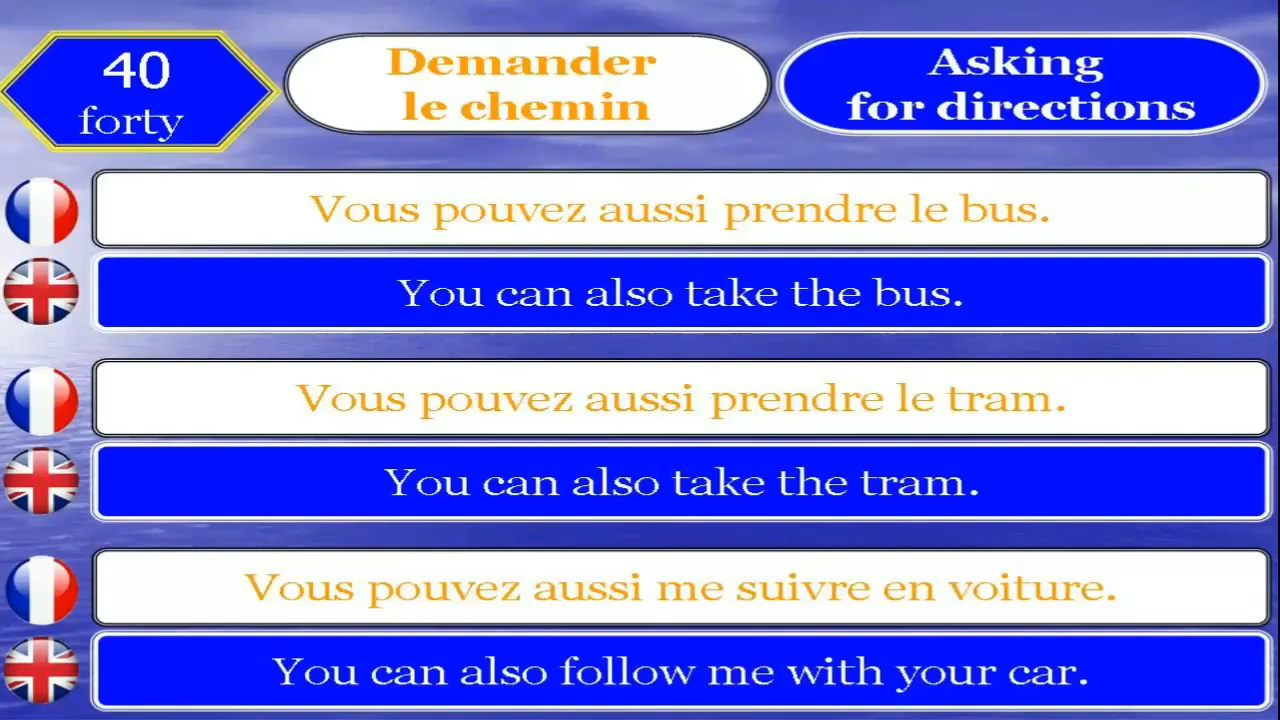 40
forty
Demander
le chemin
Asking
for directions
Vous pouvez aussi prendre le bus.
You can also take the bus.
Vous pouvez aussi prendre le tram.
You can also take the tram.
Vous pouvez aussi me suivre en voiture.
You can also follow me with your car.